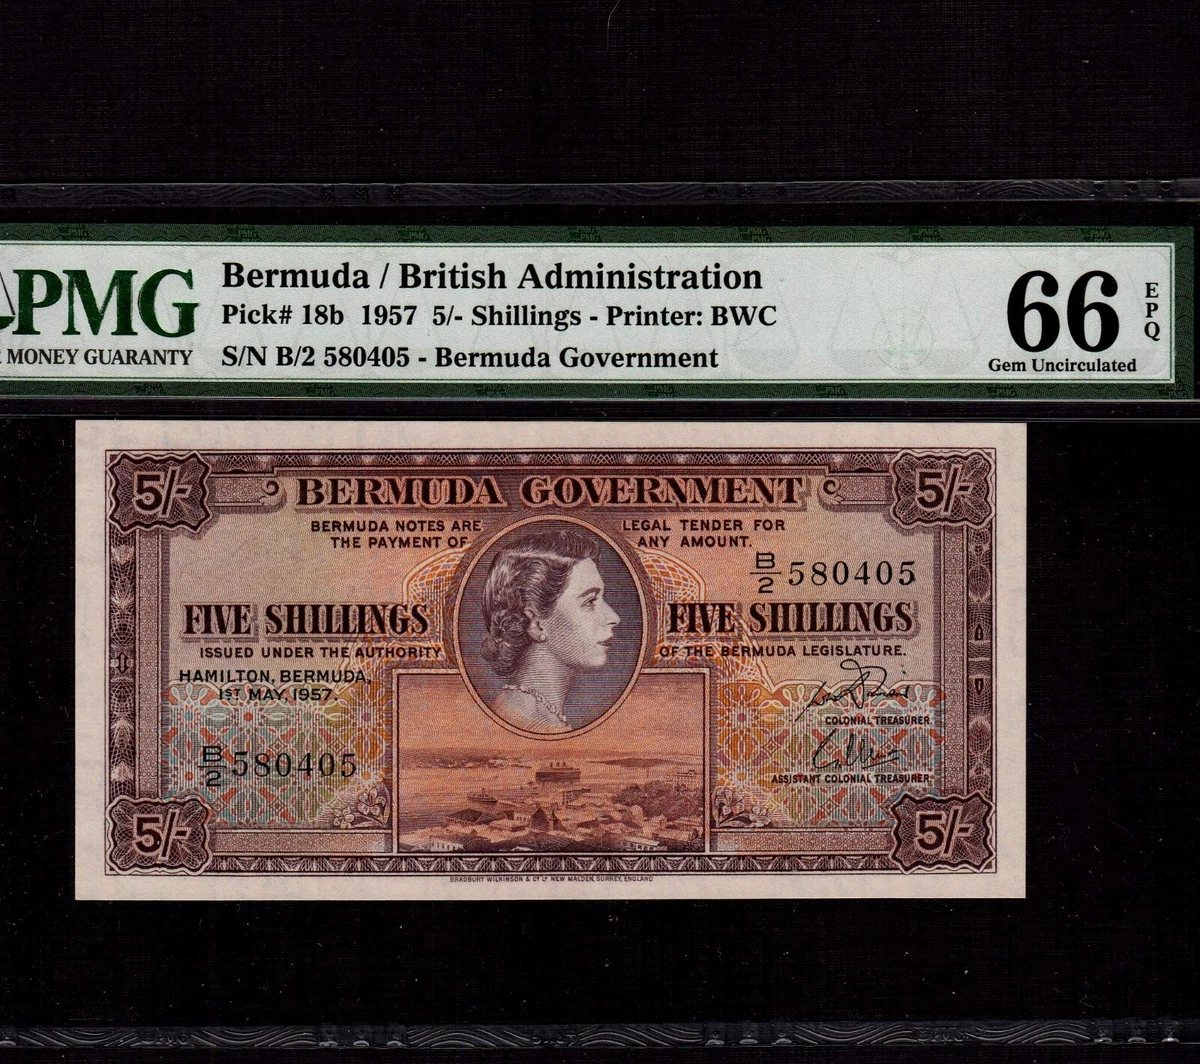 PMG
MONEY GUARANTY
Bermuda / British Administration
Pick# 18b 1957 5/- Shillings - Printer: BWC
S/N B/2 580405 - Bermuda Government
66
EPQ
Gem Uncirculated
5/-
5/-
BERMUDA GOVERNMENT
BERMUDA NOTES ARE LEGAL TENDER FOR
THE PAYMENT OF ANY AMOUNT.
B/2 580405
FIVE SHILLINGS FIVE SHILLINGS
ISSUED UNDER THE AUTHORITY OF THE BERMUDA LEGISLATURE.
HAMILTON, BERMUDA,
1ST MAY, 1957.
COLONIAL TREASURER.
B/2 580405
ASSISTANT COLONIAL TREASURER.
5/-
5/-
BRADBURY WILKINSON & Co Ld NEW MALDEN, SURREY, ENGLAND